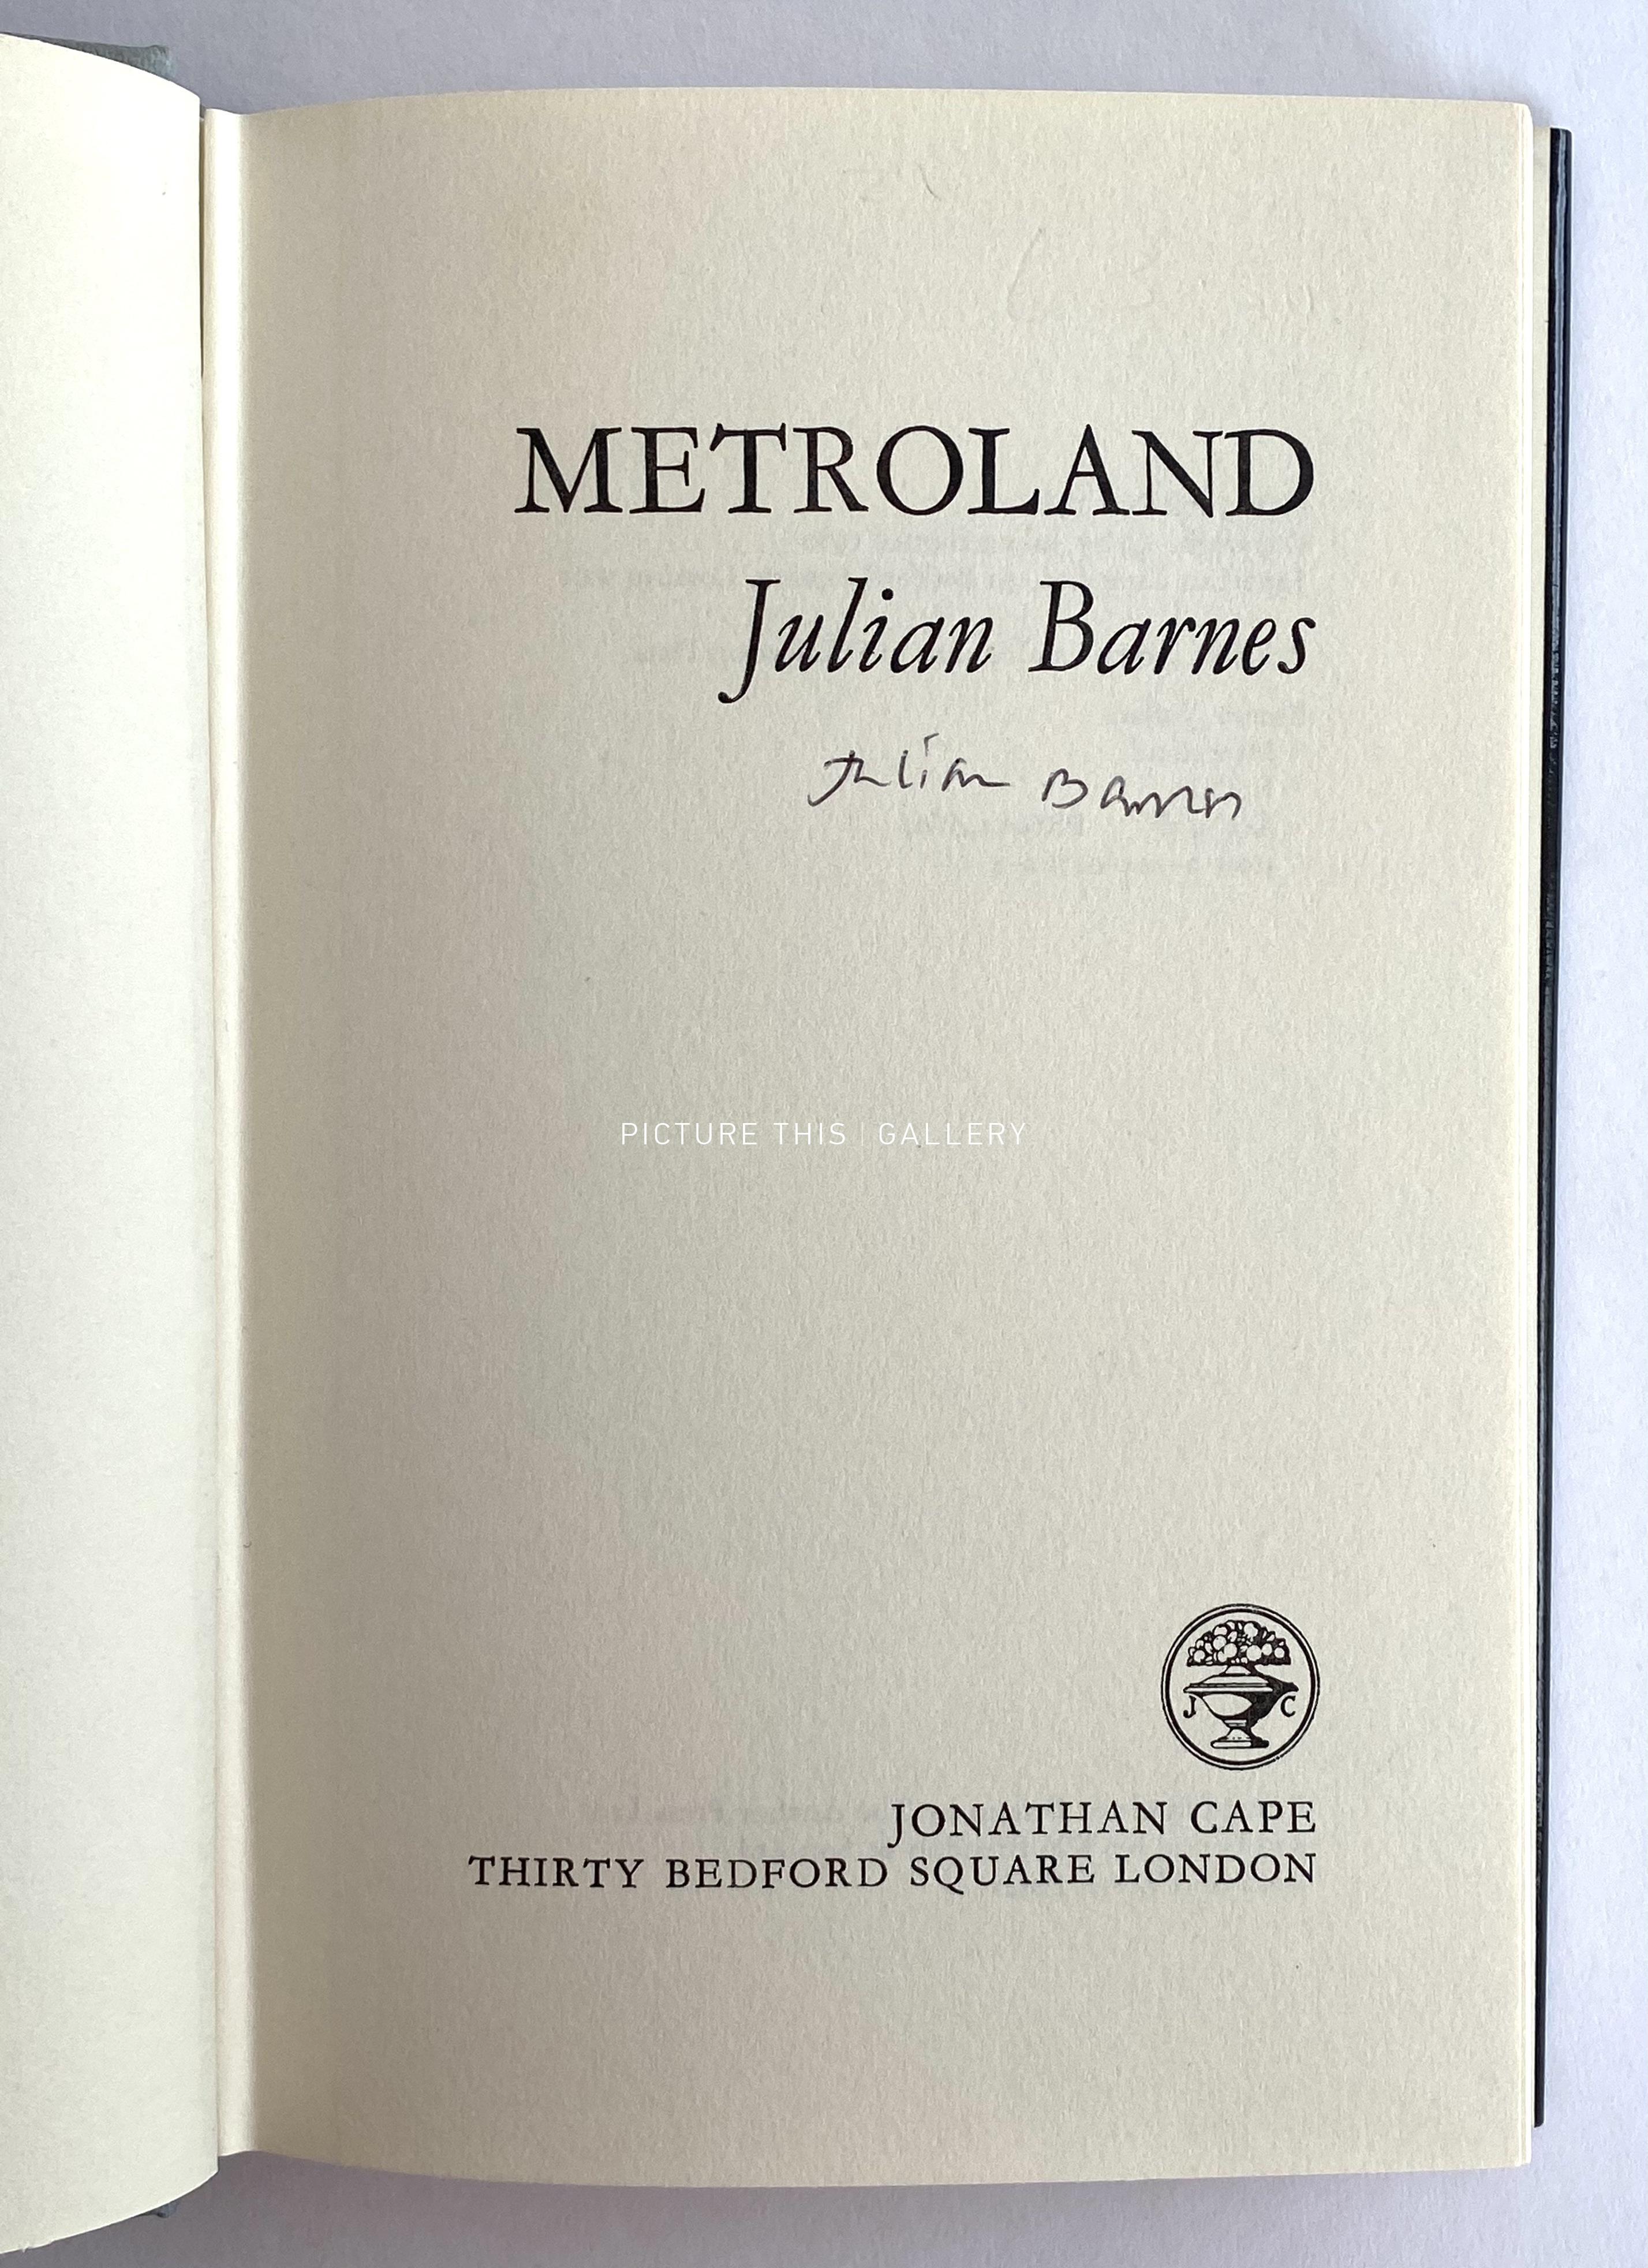 METROLAND
Julian Barnes
Julian Barnes
PICTURE THIS | GALLERY
J C
JONATHAN CAPE
THIRTY BEDFORD SQUARE LONDON